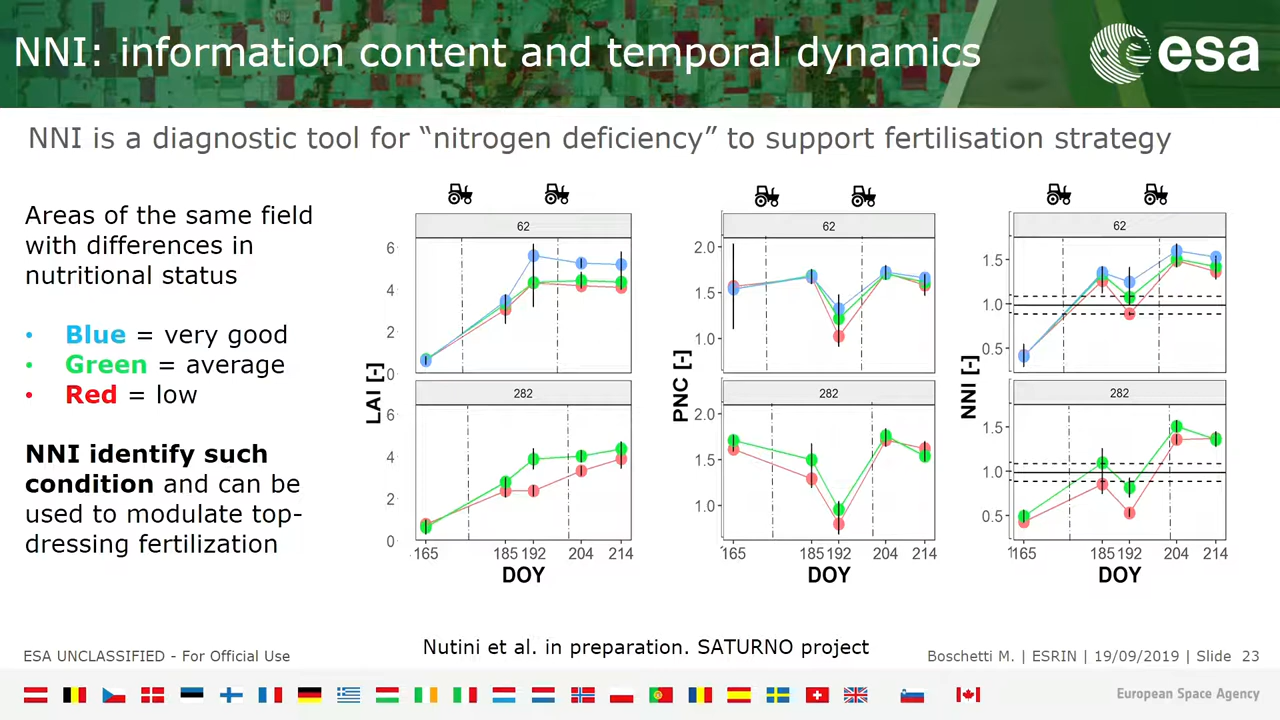 NNI: information content and temporal dynamics
esa
NNI is a diagnostic tool for “nitrogen deficiency” to support fertilisation strategy
Areas of the same field
with differences in
nutritional status
• Blue = very good
• Green = average
• Red = low
NNI identify such
condition and can be
used to modulate top-
dressing fertilization
LAI [-]
62
6
4
2
0
282
6
4
2
0
165 185 192 204 214
DOY
PNC [-]
62
2.0
1.5
1.0
282
2.0
1.5
1.0
165 185 192 204 214
DOY
NNI [-]
62
1.5
1.0
0.5
282
1.5
1.0
0.5
165 185 192 204 214
DOY
Nutini et al. in preparation. SATURNO project
ESA UNCLASSIFIED - For Official Use
Boschetti M. | ESRIN | 19/09/2019 | Slide 23
European Space Agency